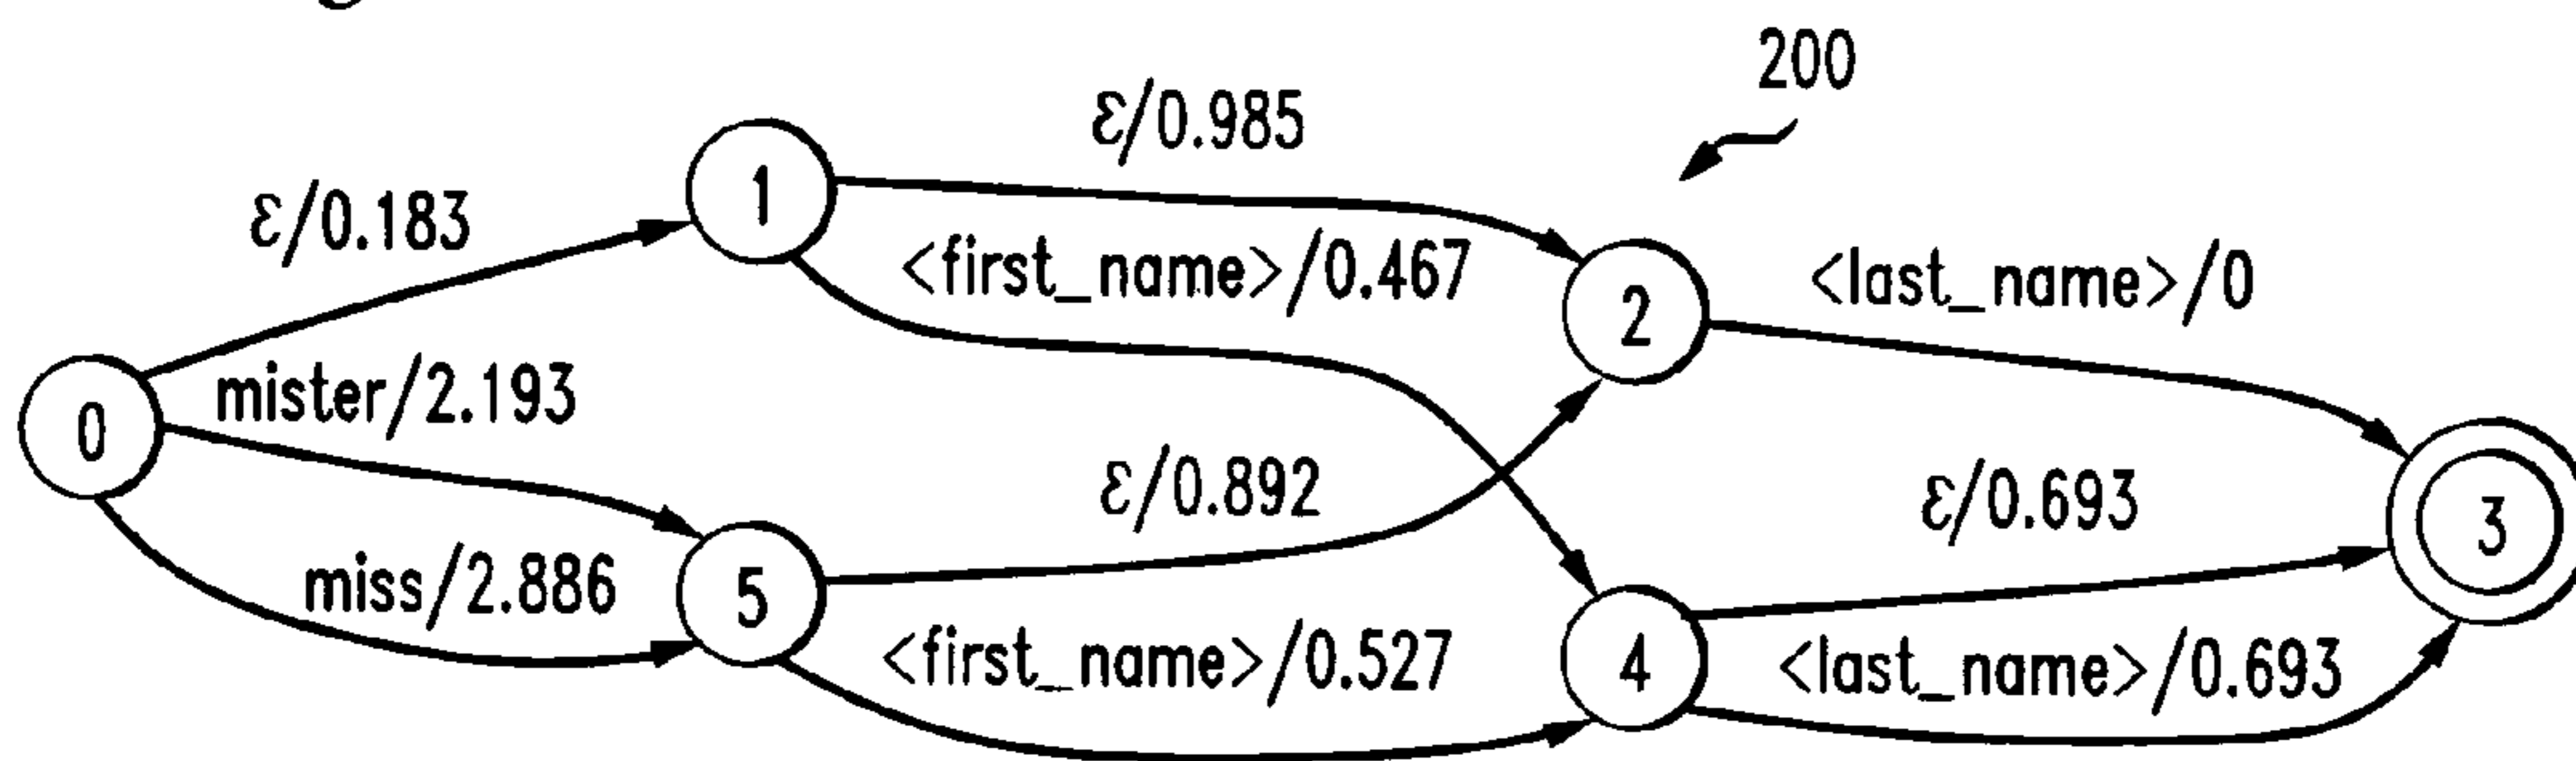 200
ε/0.985
1
ε/0.183
<first_name>/0.467
2
<last_name>/0
mister/2.193
0
ε/0.892
ε/0.693
3
miss/2.886
5
<first_name>/0.527
4
<last_name>/0.693